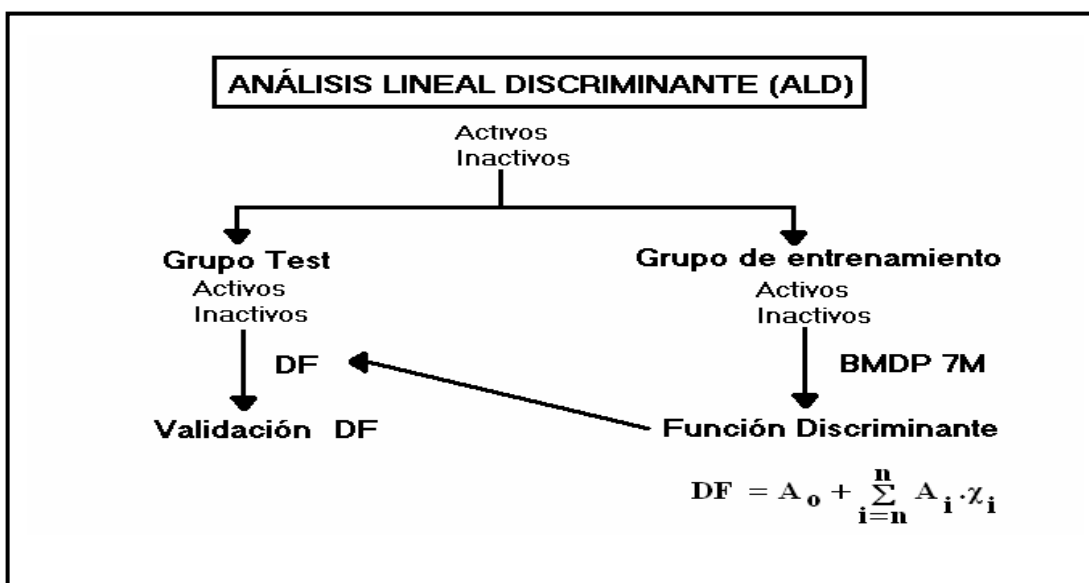 ANÁLISIS LINEAL DISCRIMINANTE (ALD)
Activos
Inactivos
Grupo Test
Activos
Inactivos
DF
Validación DF
Grupo de entrenamiento
Activos
Inactivos
BMDP 7M
Función Discriminante
DF = A₀ + ∑ᵢ₌ₙⁿ Aᵢ.χᵢ